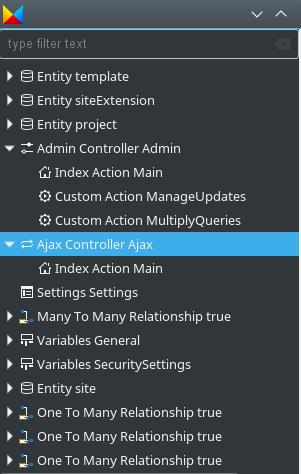 type filter text
Entity template
Entity siteExtension
Entity project
Admin Controller Admin
Index Action Main
Custom Action ManageUpdates
Custom Action MultiplyQueries
Ajax Controller Ajax
Index Action Main
Settings Settings
Many To Many Relationship true
Variables General
Variables SecuritySettings
Entity site
One To Many Relationship true
One To Many Relationship true
One To Many Relationship true